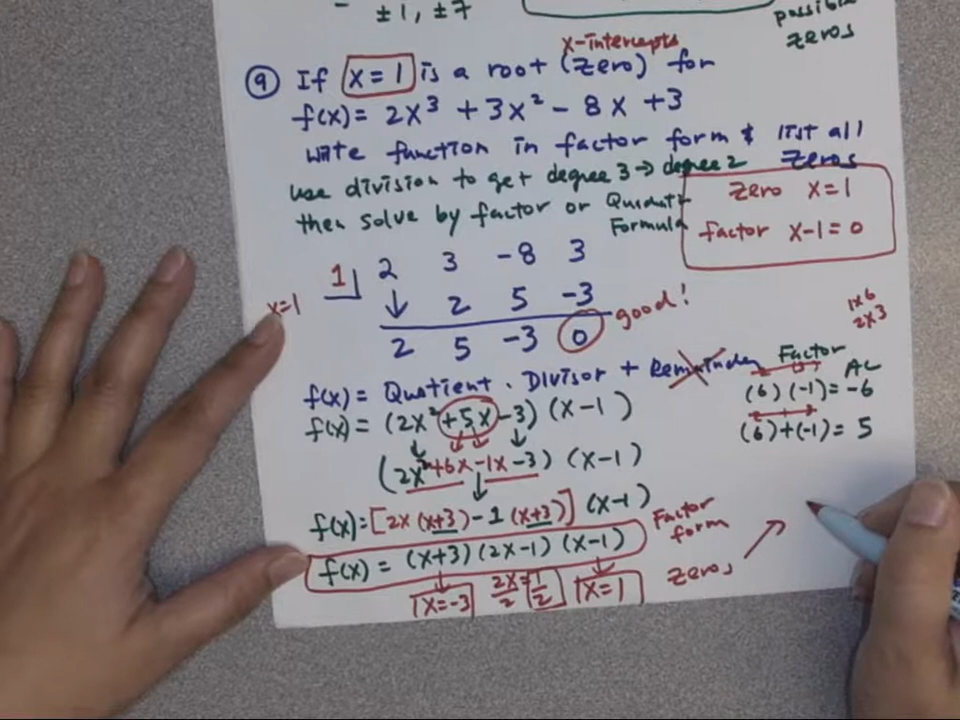 ± 1, ± 7
possible
zeros
x-intercepts
9 If x = 1 is a root (zero) for
f(x) = 2x³ + 3x² - 8x + 3
write function in factor form & list all
zeros
use division to get degree 3 → degree 2
then solve by factor or Quadratic
Formula
zero x = 1
factor x - 1 = 0
x=1
1 2 3 -8 3
↓ 2 5 -3
2 5 -3 0
good!
1x6
2x3
f(x) = Quotient · Divisor + Remainder
Factor
AC
f(x) = (2x² + 5x - 3) (x - 1)
(6) (-1) = -6
(6) + (-1) = 5
(2x² + 6x - 1x - 3) (x - 1)
f(x) = [2x (x+3) - 1 (x+3)] (x-1)
f(x) = (x+3) (2x-1) (x-1)
Factor
form
x = -3 2x/2 = 1/2 x = 1
zeros